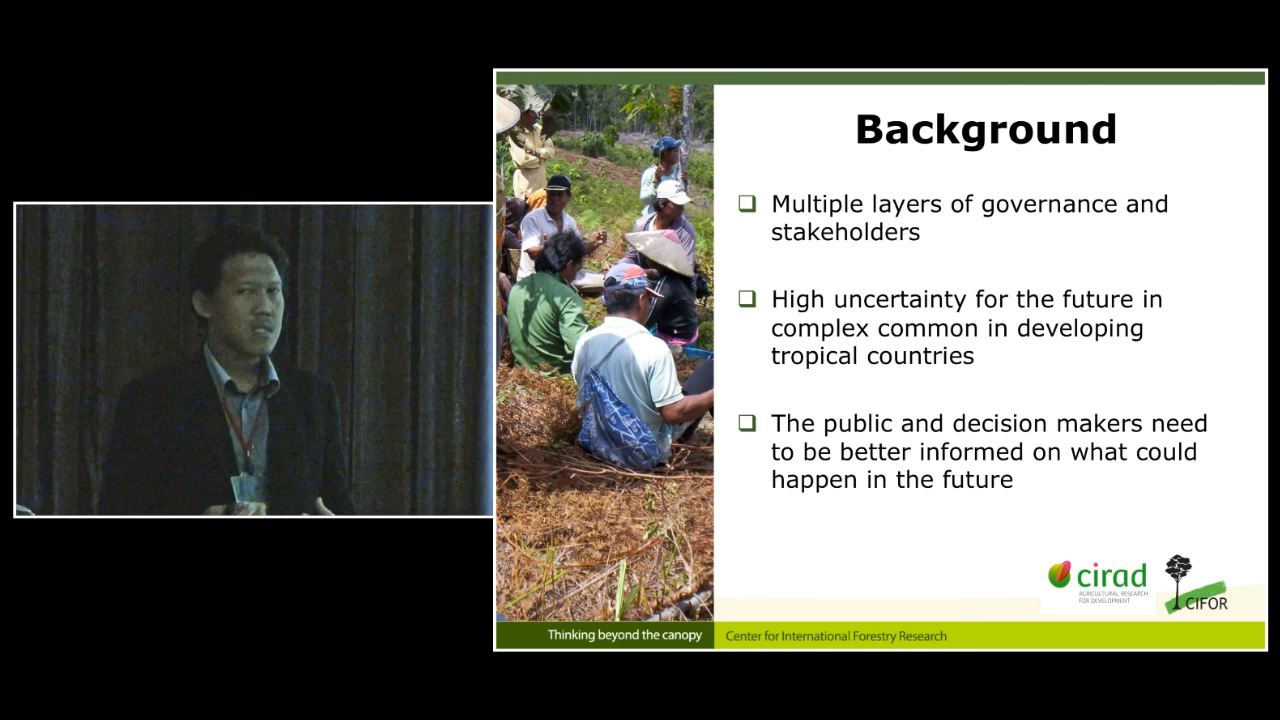 Background
❑ Multiple layers of governance and
stakeholders
❑ High uncertainty for the future in
complex common in developing
tropical countries
❑ The public and decision makers need
to be better informed on what could
happen in the future
cirad
AGRICULTURAL RESEARCH
FOR DEVELOPMENT
CIFOR
Thinking beyond the canopy
Center for International Forestry Research